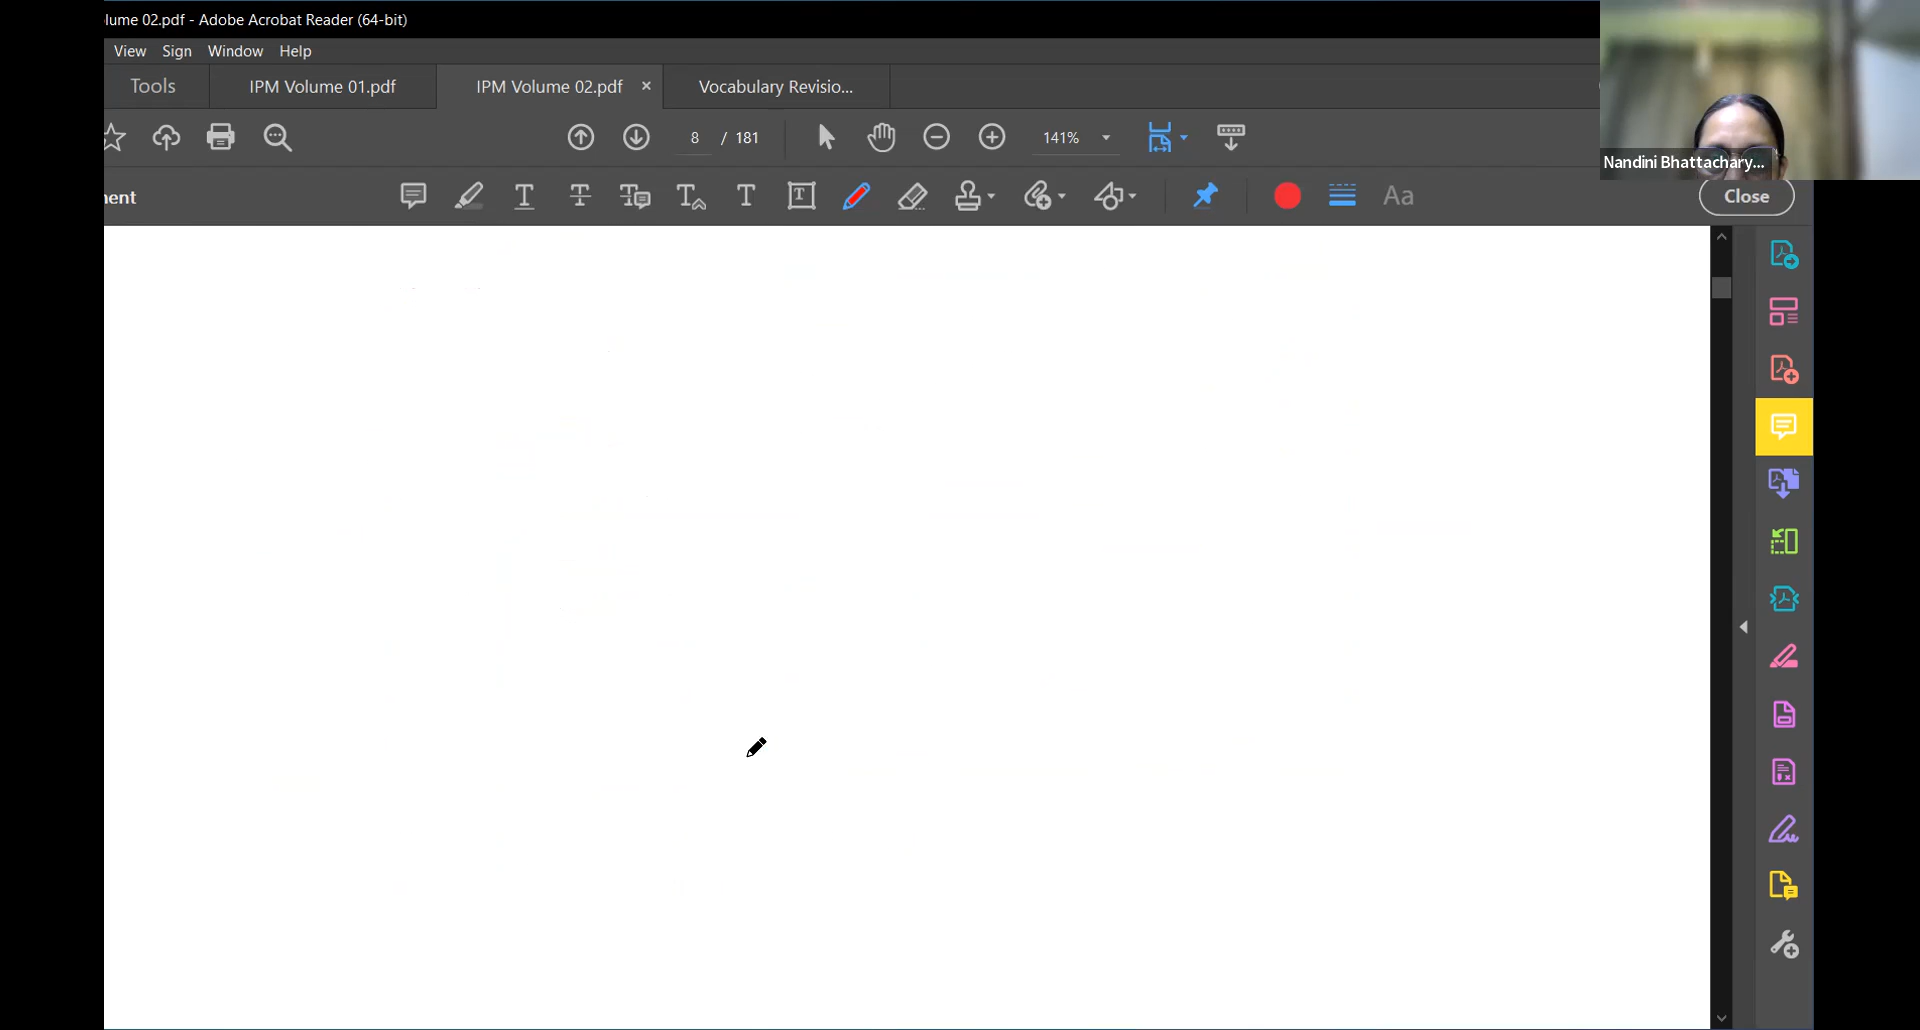 lume 02.pdf - Adobe Acrobat Reader (64-bit)
View Sign Window Help
Tools IPM Volume 01.pdf IPM Volume 02.pdf × Vocabulary Revisio...
8 / 181 141%
Nandini Bhattachary...
ent Aa Close